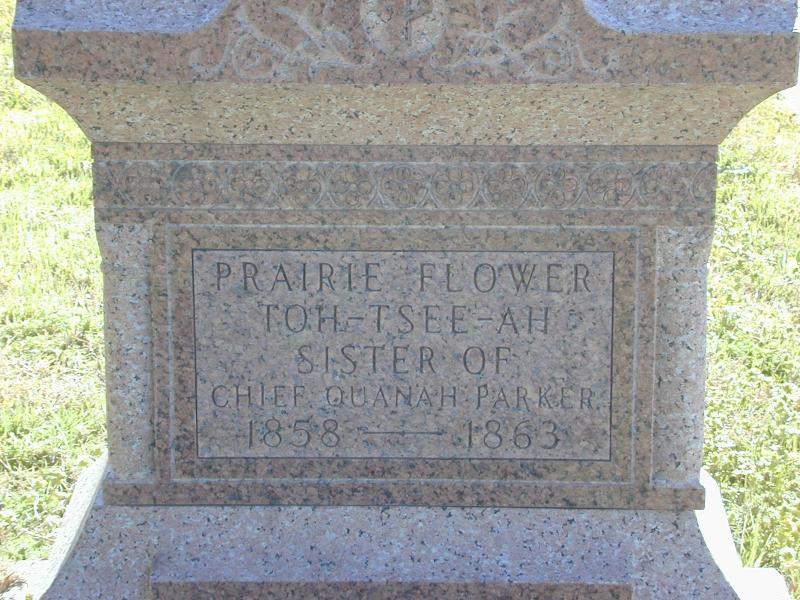 PRAIRIE FLOWER
TOH-TSEE-AH
SISTER OF
CHIEF QUANAH PARKER
1858 — 1863